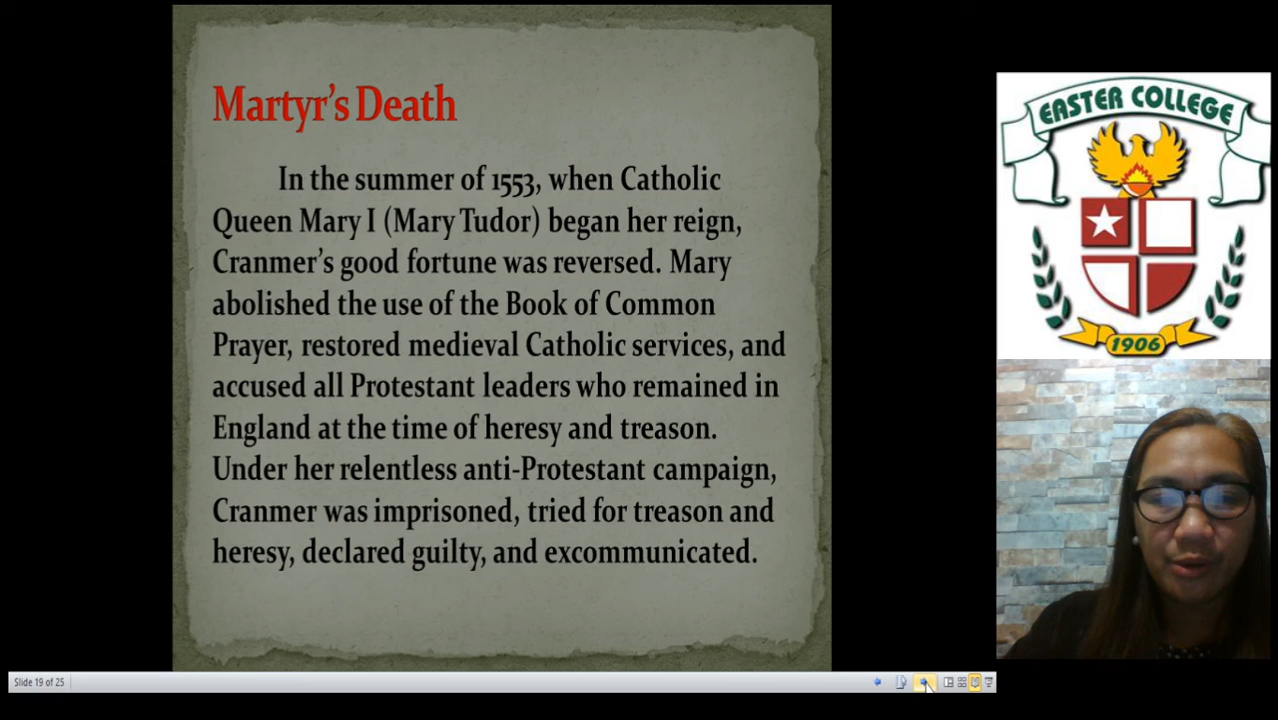 Martyr's Death
In the summer of 1553, when Catholic
Queen Mary I (Mary Tudor) began her reign,
Cranmer's good fortune was reversed. Mary
abolished the use of the Book of Common
Prayer, restored medieval Catholic services, and
accused all Protestant leaders who remained in
England at the time of heresy and treason.
Under her relentless anti-Protestant campaign,
Cranmer was imprisoned, tried for treason and
heresy, declared guilty, and excommunicated.
EASTER COLLEGE
1906
Slide 19 of 25